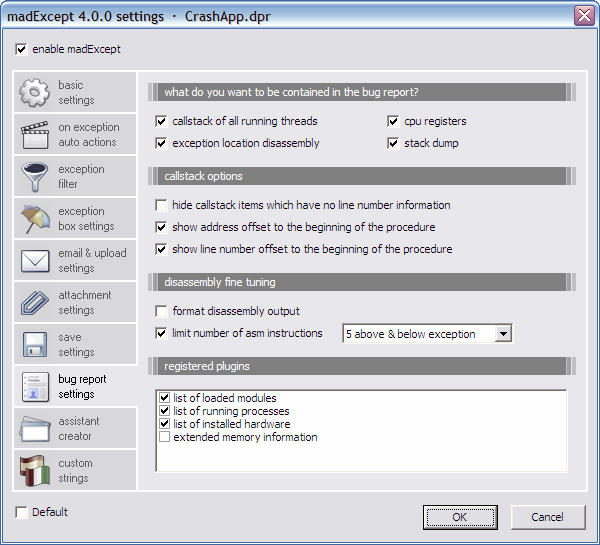 madExcept 4.0.0 settings · CrashApp.dpr
enable madExcept
basic
settings
on exception
auto actions
exception
filter
exception
box settings
email & upload
settings
attachment
settings
save
settings
bug report
settings
assistant
creator
custom
strings
what do you want to be contained in the bug report?
callstack of all running threads
cpu registers
exception location disassembly
stack dump
callstack options
hide callstack items which have no line number information
show address offset to the beginning of the procedure
show line number offset to the beginning of the procedure
disassembly fine tuning
format disassembly output
limit number of asm instructions
5 above & below exception
registered plugins
list of loaded modules
list of running processes
list of installed hardware
extended memory information
Default
OK
Cancel